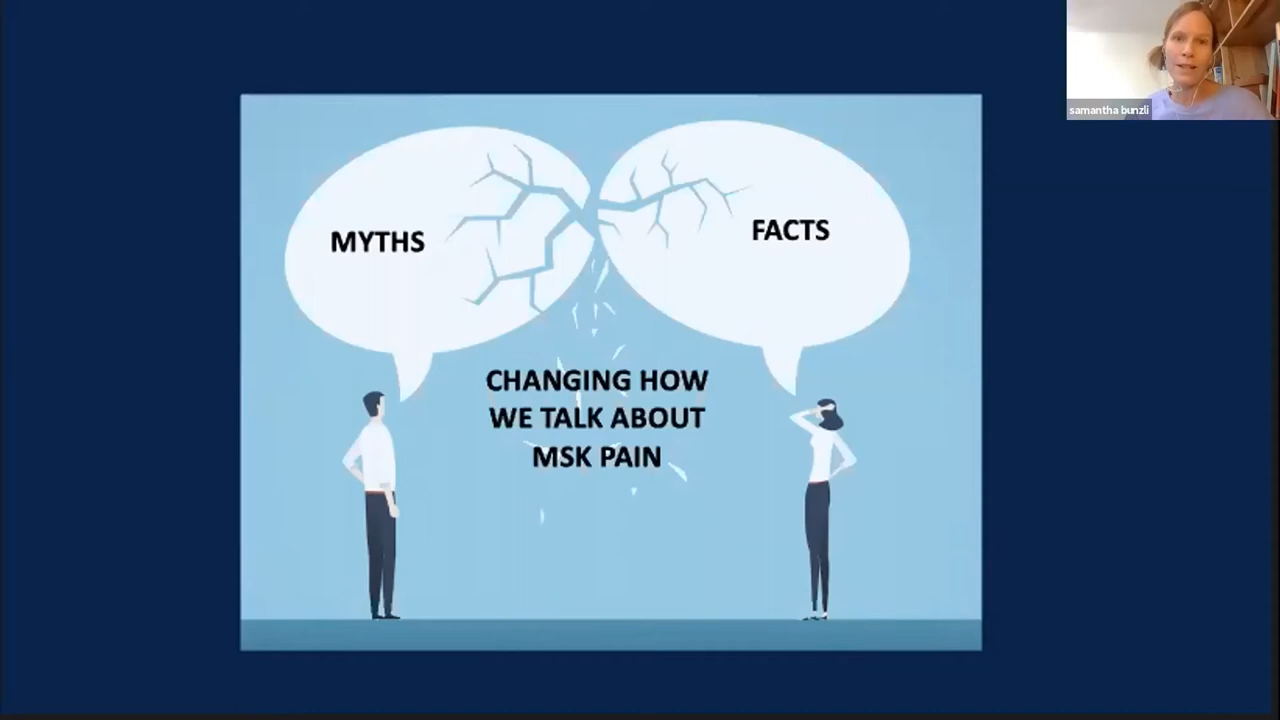 samantha bunzli
MYTHS
FACTS
CHANGING HOW
WE TALK ABOUT
MSK PAIN